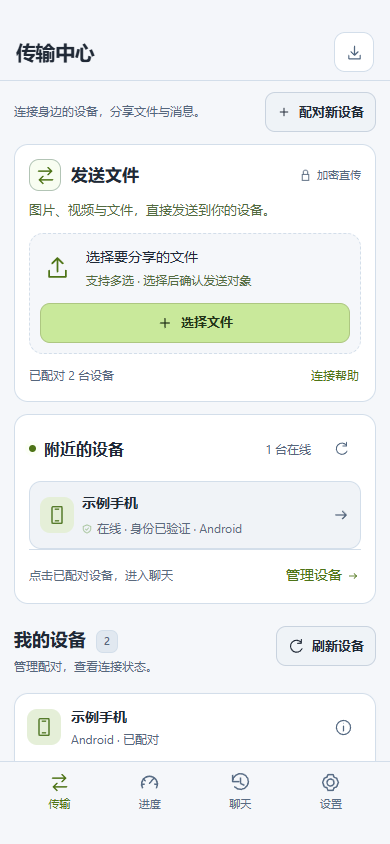 传输中心
连接身边的设备，分享文件与消息。
配对新设备
发送文件
加密直传
图片、视频与文件，直接发送到你的设备。
选择要分享的文件
支持多选 · 选择后确认发送对象
选择文件
已配对 2 台设备
连接帮助
附近的设备
1 台在线
示例手机
在线 · 身份已验证 · Android
点击已配对设备，进入聊天
管理设备
我的设备
2
刷新设备
管理配对，查看连接状态。
示例手机
Android · 已配对
传输
进度
聊天
设置